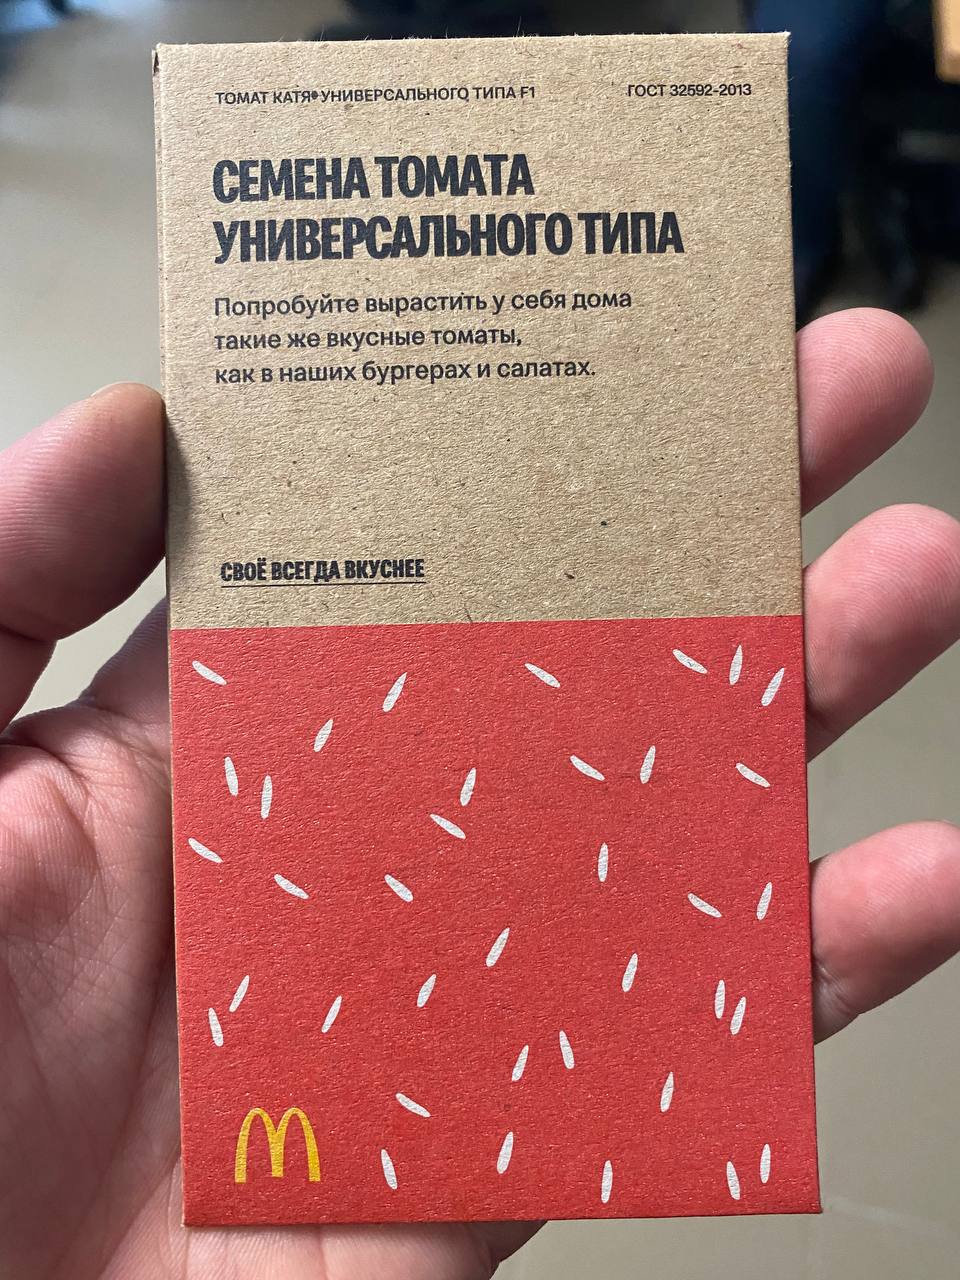 ТОМАТ КАТЯ® УНИВЕРСАЛЬНОГО ТИПА F1
ГОСТ 32592-2013
СЕМЕНА ТОМАТА
УНИВЕРСАЛЬНОГО ТИПА
Попробуйте вырастить у себя дома
такие же вкусные томаты,
как в наших бургерах и салатах.
СВОЁ ВСЕГДА ВКУСНЕЕ